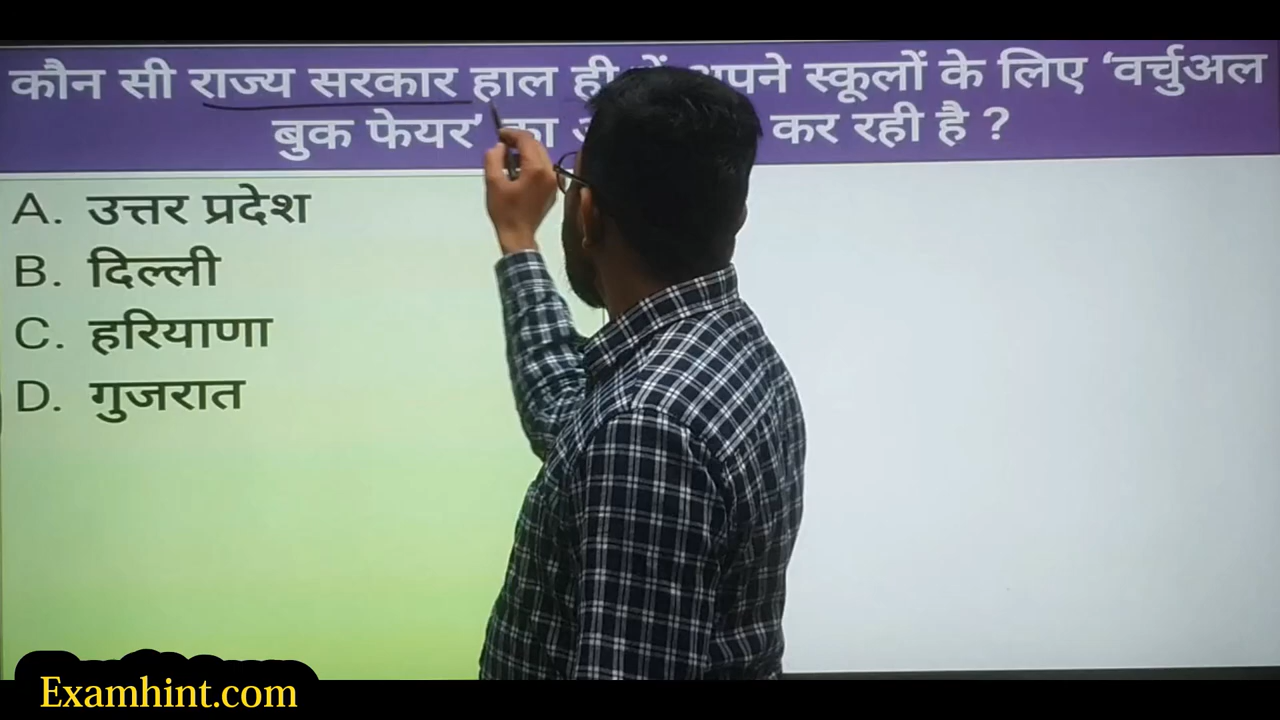 कौन सी राज्य सरकार हाल ही अपने स्कूलों के लिए ‘वर्चुअल
बुक फेयर’ का कर रही है ?
A. उत्तर प्रदेश
B. दिल्ली
C. हरियाणा
D. गुजरात
Examhint.com